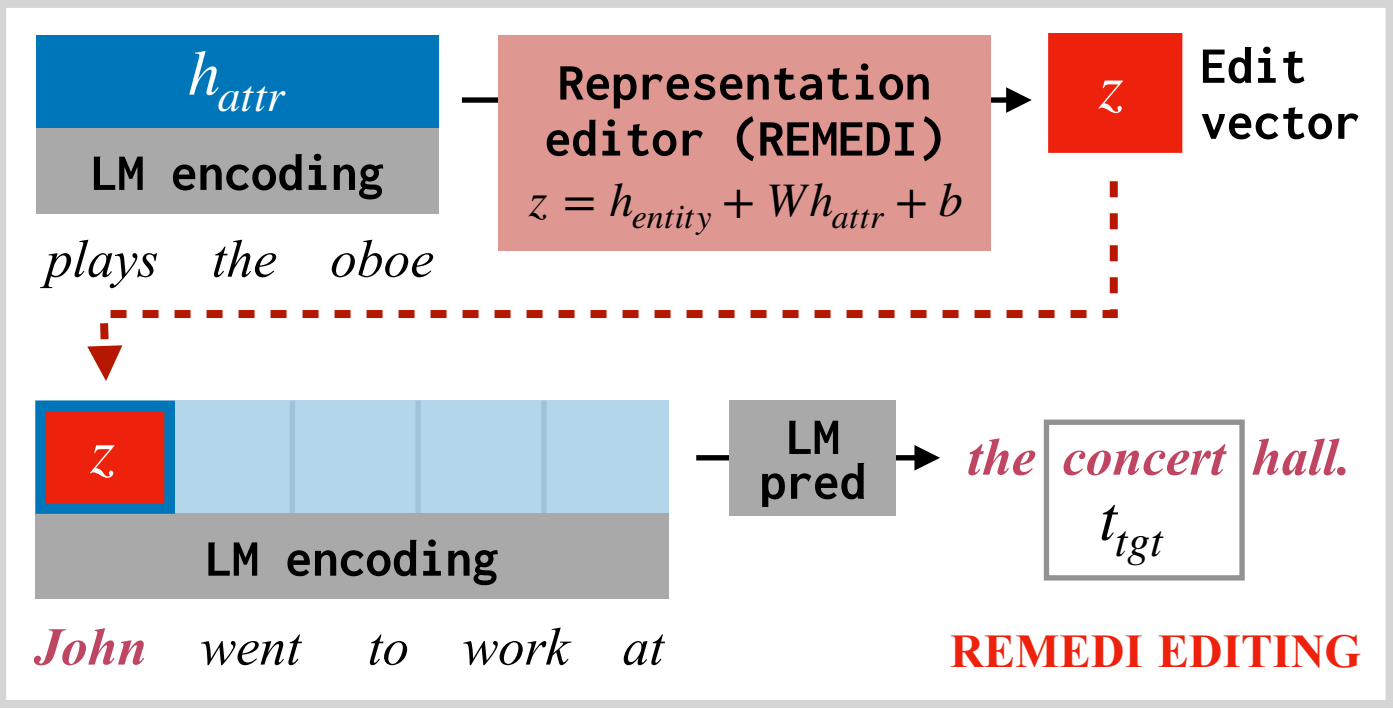 h_attr
LM encoding
plays the oboe
Representation
editor (REMEDI)
z = h_entity + Wh_attr + b
z
Edit
vector
z
LM encoding
John went to work at
LM
pred
the concert hall.
t_tgt
REMEDI EDITING